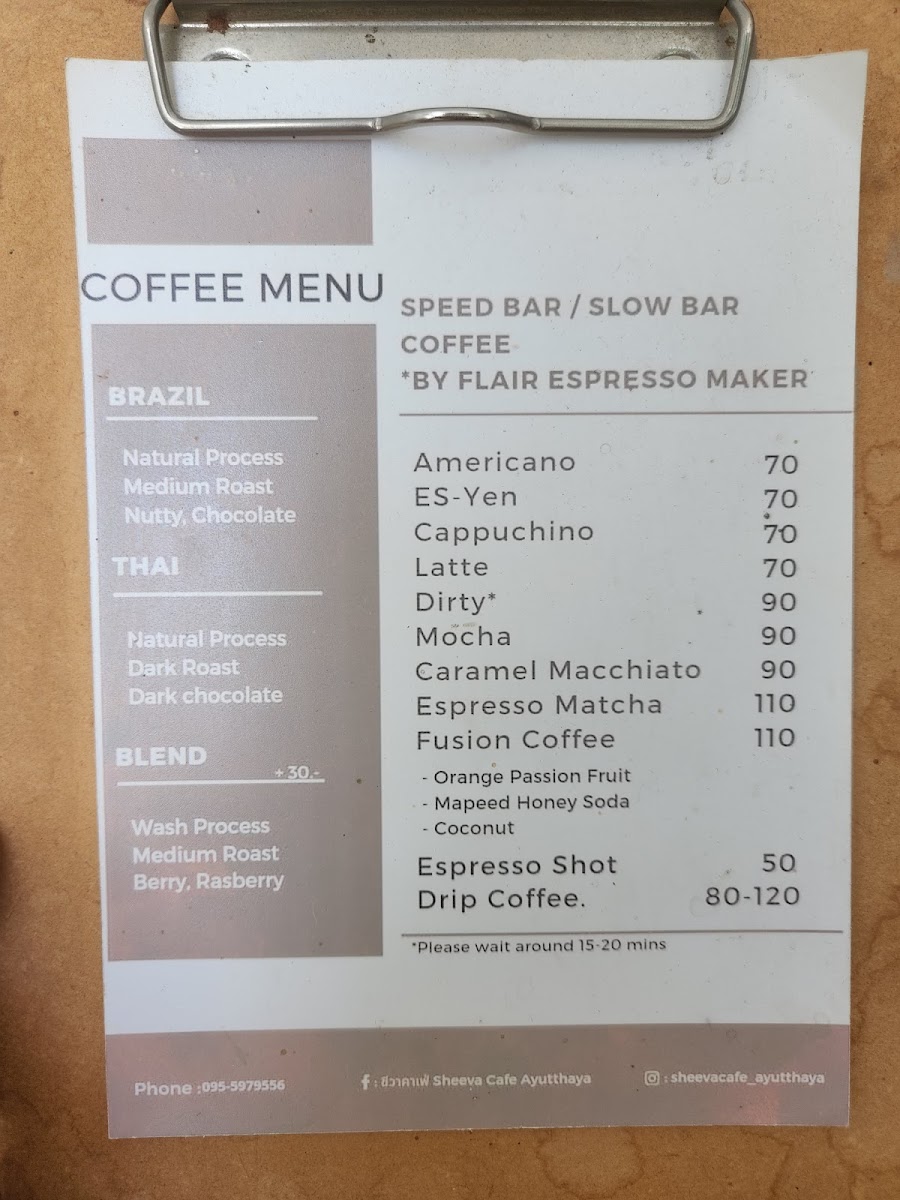 COFFEE MENU
BRAZIL
Natural Process
Medium Roast
Nutty, Chocolate
THAI
Natural Process
Dark Roast
Dark chocolate
BLEND
+30.-
Wash Process
Medium Roast
Berry, Rasberry
SPEED BAR / SLOW BAR
COFFEE
*BY FLAIR ESPRESSO MAKER
Americano 70
ES-Yen 70
Cappuchino 70
Latte 70
Dirty* 90
Mocha 90
Caramel Macchiato 90
Espresso Matcha 110
Fusion Coffee 110
- Orange Passion Fruit
- Mapeed Honey Soda
- Coconut
Espresso Shot 50
Drip Coffee. 80-120
*Please wait around 15-20 mins
Phone :095-5979556
: ชีวาคาเฟ่ Sheeva Cafe Ayutthaya
: sheevacafe_ayutthaya